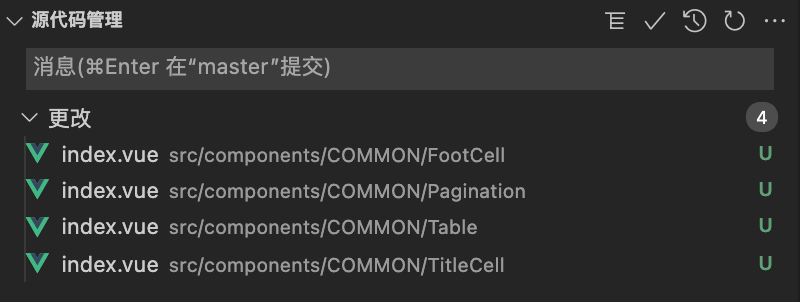 源代码管理
消息(⌘Enter 在“master”提交)
更改 4
index.vue src/components/COMMON/FootCell U
index.vue src/components/COMMON/Pagination U
index.vue src/components/COMMON/Table U
index.vue src/components/COMMON/TitleCell U